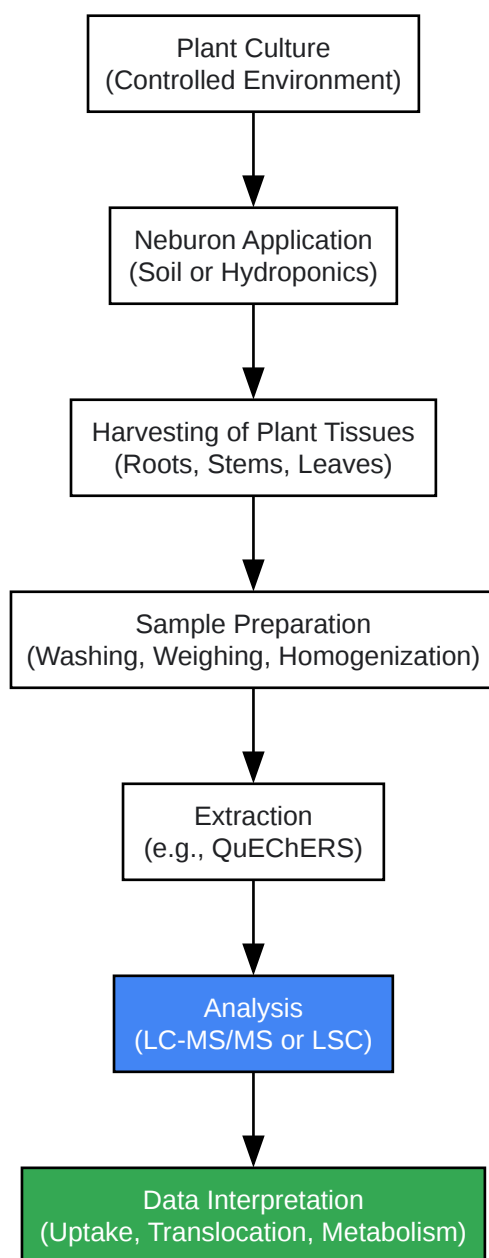 Plant Culture
(Controlled Environment)
Neburon Application
(Soil or Hydroponics)
Harvesting of Plant Tissues
(Roots, Stems, Leaves)
Sample Preparation
(Washing, Weighing, Homogenization)
Extraction
(e.g., QuEChERS)
Analysis
(LC-MS/MS or LSC)
Data Interpretation
(Uptake, Translocation, Metabolism)